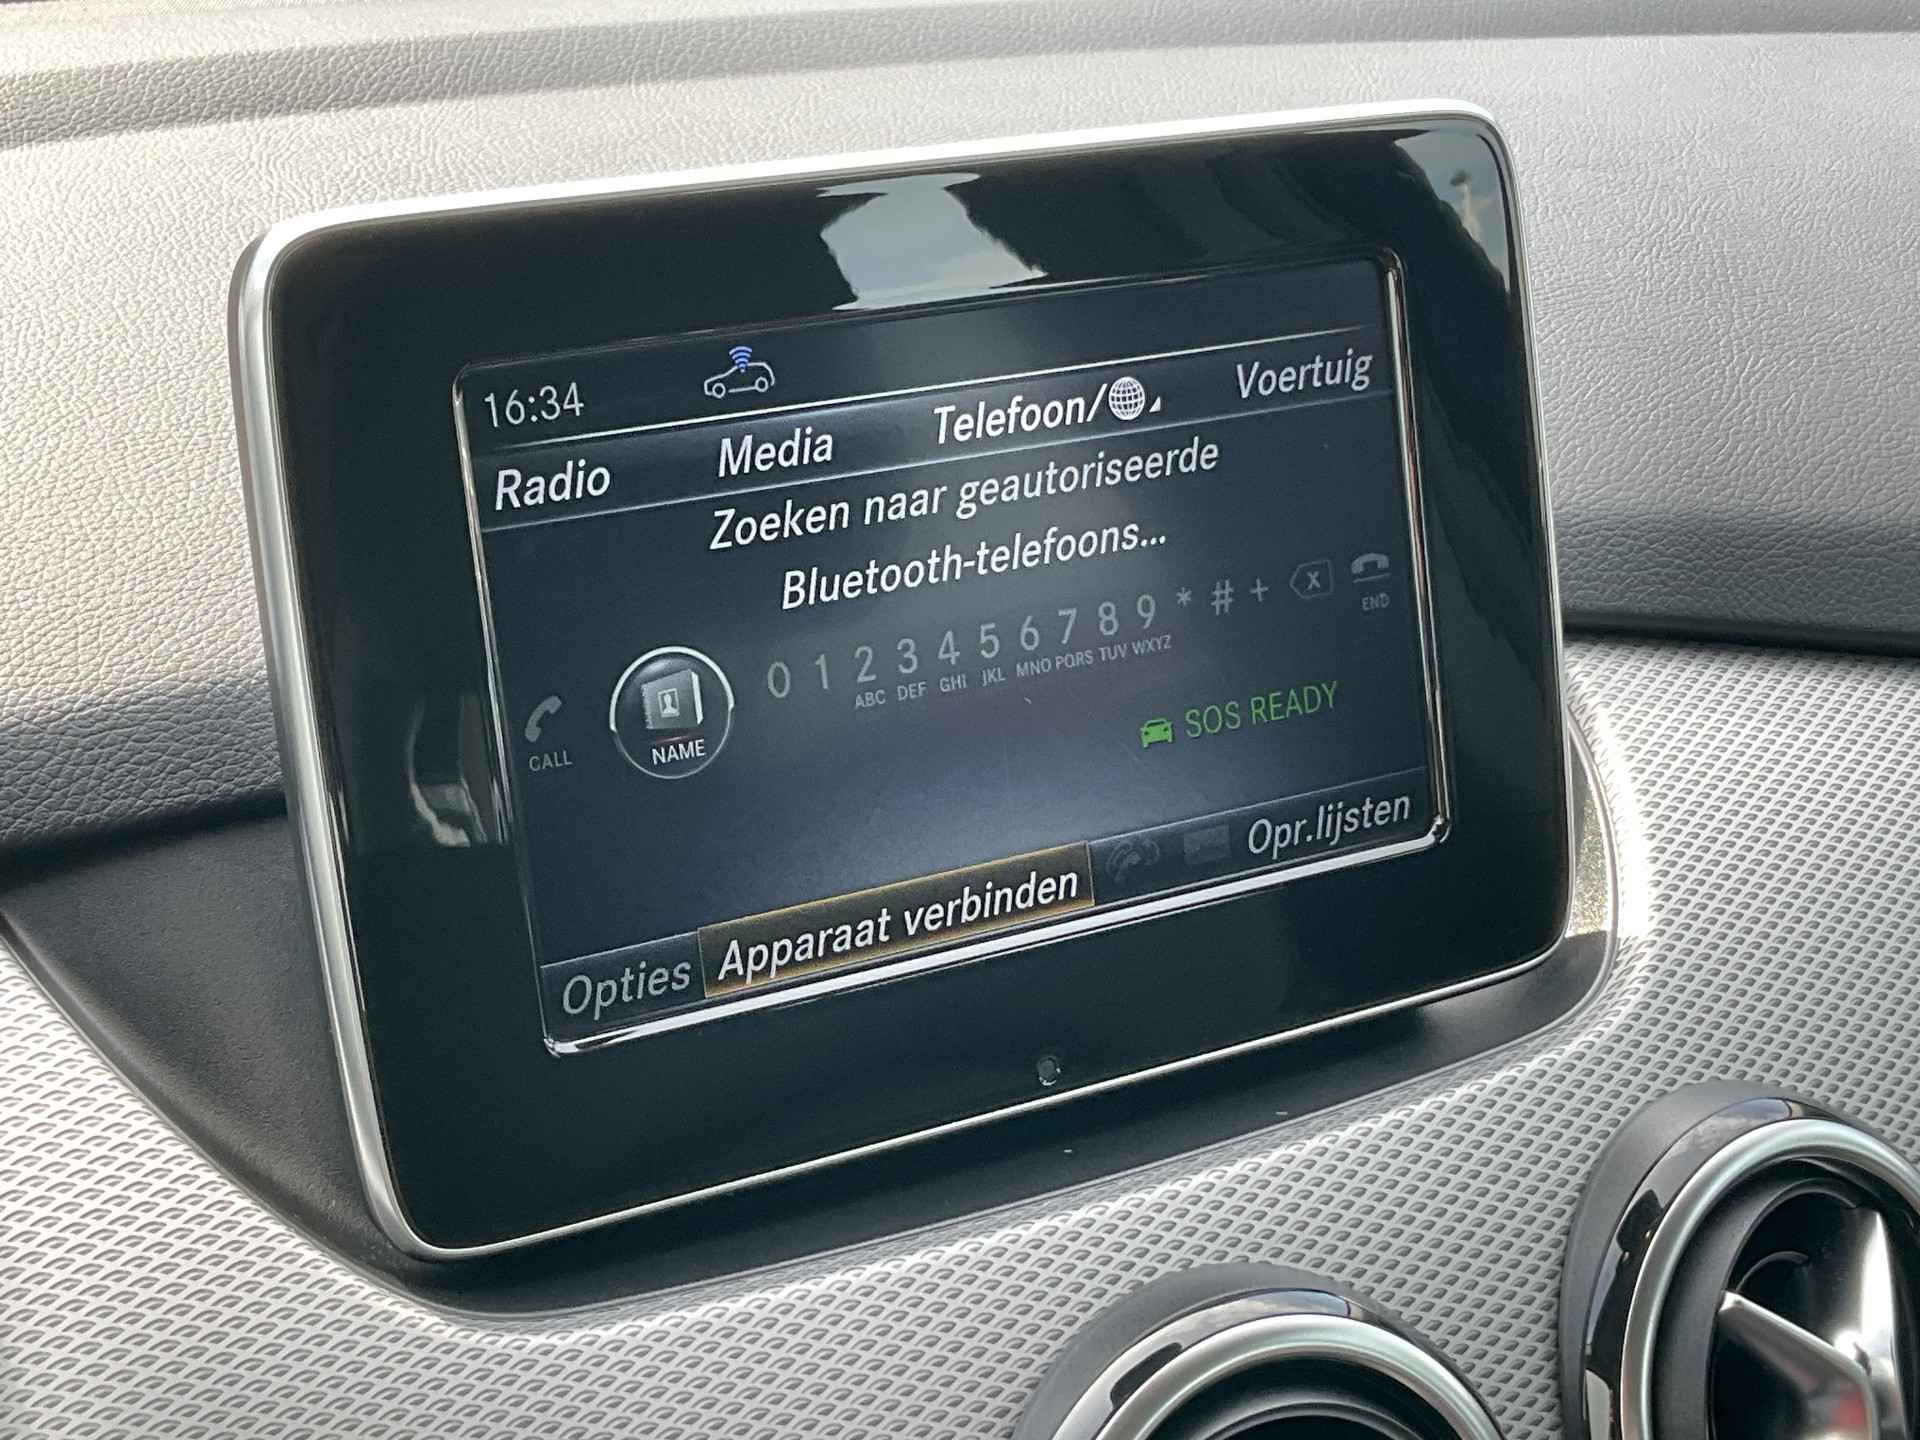 16:34
Radio Media Telefoon/ Voertuig
Zoeken naar geautoriseerde
Bluetooth-telefoons...
CALL NAME 0 1 2 3 4 5 6 7 8 9 * # + X END
ABC DEF GHI JKL MNO PQRS TUV WXYZ
SOS READY
Opties Apparaat verbinden Opr.lijsten